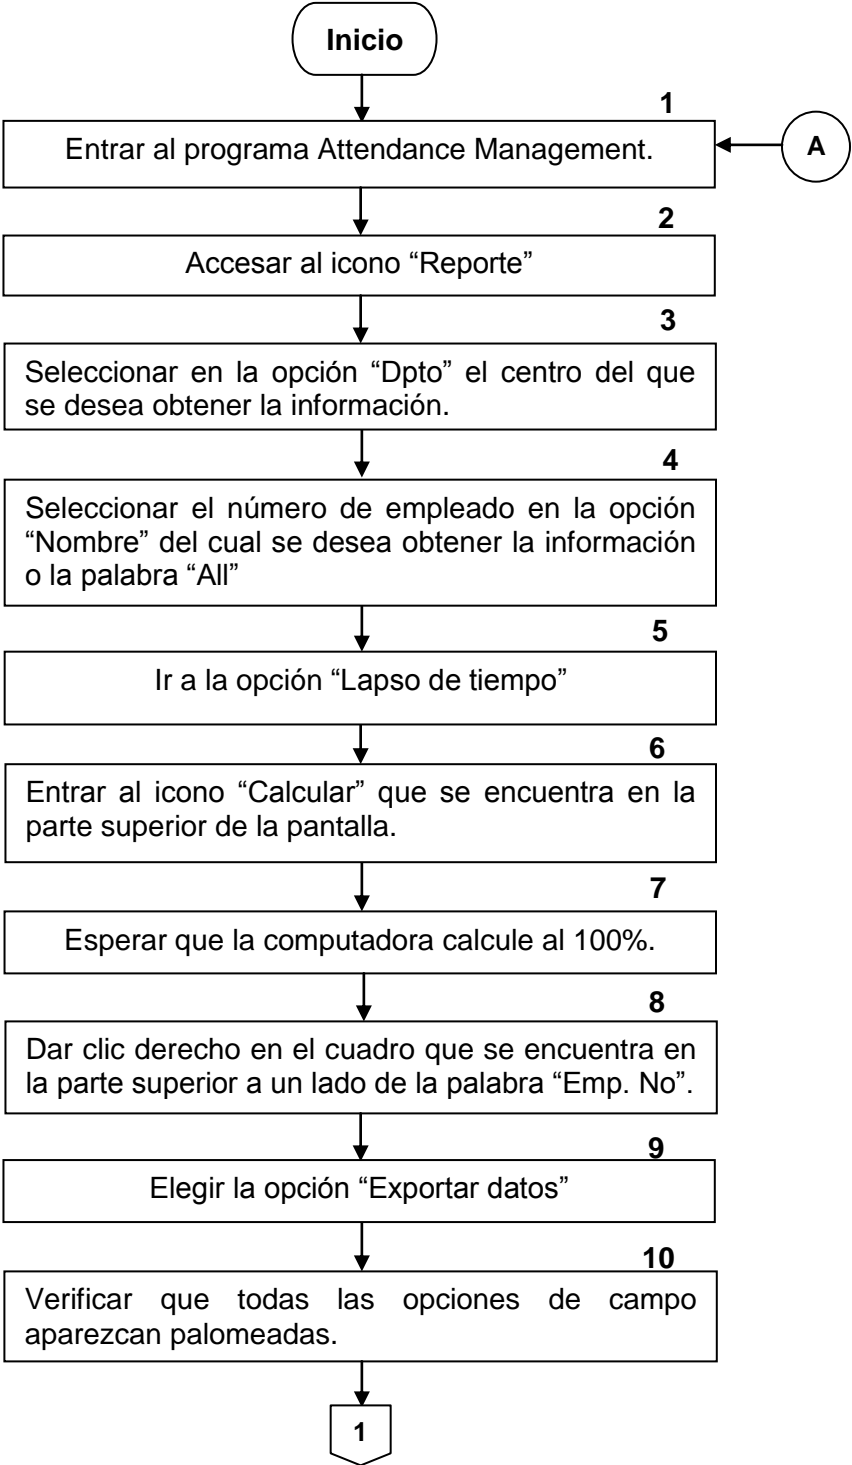 Inicio
1
Entrar al programa Attendance Management.
A
2
Accesar al icono “Reporte”
3
Seleccionar en la opción “Dpto” el centro del que
se desea obtener la información.
4
Seleccionar el número de empleado en la opción
“Nombre” del cual se desea obtener la información
o la palabra “All”
5
Ir a la opción “Lapso de tiempo”
6
Entrar al icono “Calcular” que se encuentra en la
parte superior de la pantalla.
7
Esperar que la computadora calcule al 100%.
8
Dar clic derecho en el cuadro que se encuentra en
la parte superior a un lado de la palabra “Emp. No”.
9
Elegir la opción “Exportar datos”
10
Verificar que todas las opciones de campo
aparezcan palomeadas.
1